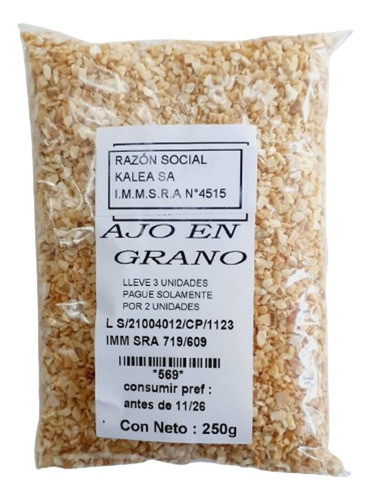 RAZÓN SOCIAL
KALEA SA
I.M.M.S.R.A N°4515
AJO EN
GRANO
LLEVE 3 UNIDADES
PAGUE SOLAMENTE
POR 2 UNIDADES
L S/21004012/CP/1123
IMM SRA 719/609
*569*
consumir pref :
antes de 11/26
Con Neto : 250g